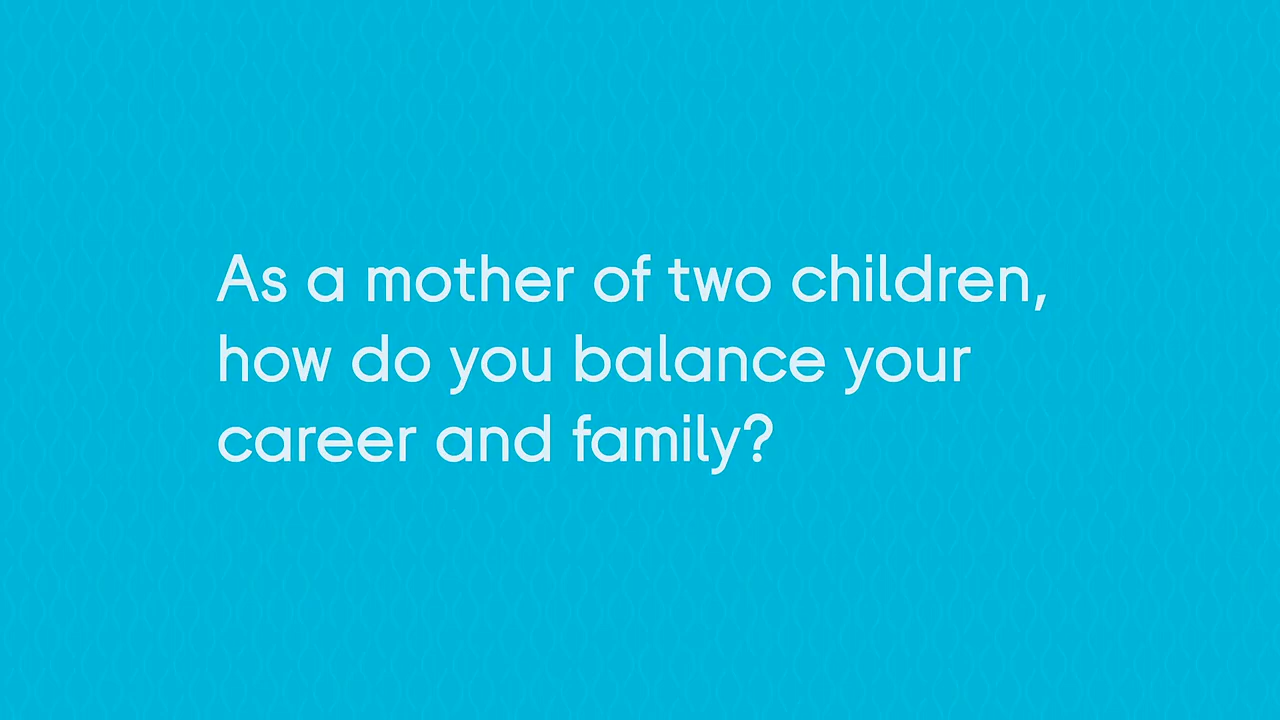 As a mother of two children,
how do you balance your
career and family?